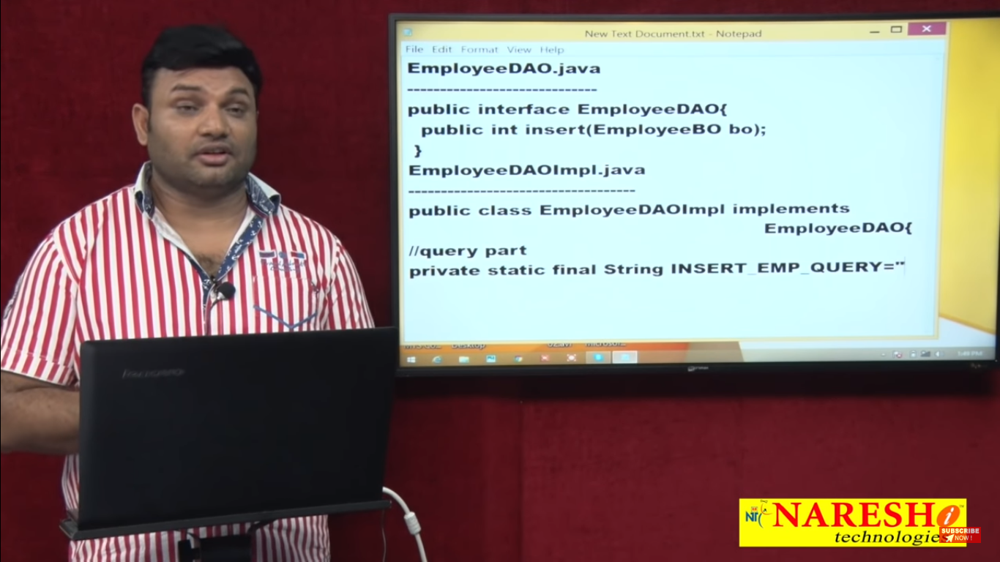 New Text Document.txt - Notepad
File Edit Format View Help
EmployeeDAO.java
-----------------------------
public interface EmployeeDAO{
public int insert(EmployeeBO bo);
}
EmployeeDAOImpl.java
-----------------------------------
public class EmployeeDAOImpl implements
EmployeeDAO{
//query part
private static final String INSERT_EMP_QUERY="
Desktop
NARESH i
technologies
SUBSCRIBE
NOW!